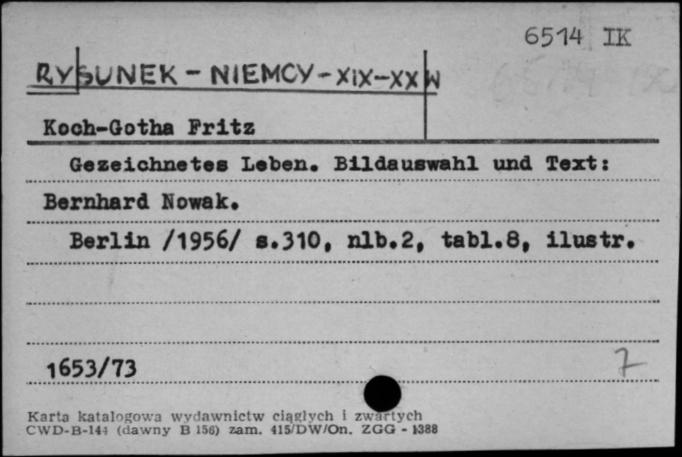 6514 IK
RYSUNEK - NIEMCY - XIX-XX W
Koch-Gotha Fritz
Gezeichnetes Leben. Bildauswahl und Text:
Bernhard Nowak.
Berlin /1956/ s.310, nlb.2, tabl.8, ilustr.
1653/73
7
Karta katalogowa wydawnictw ciągłych i zwartych
CWD-B-144 (dawny B 156) zam. 415/DW/On. ZGG - 1388